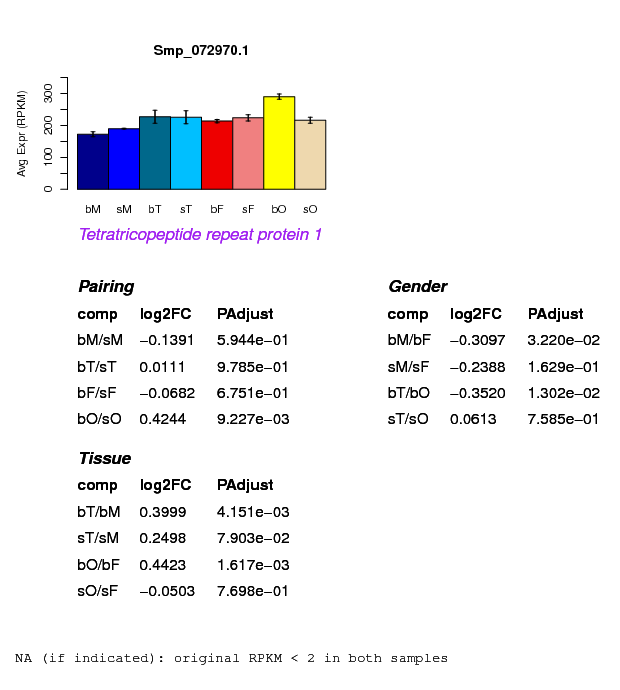 Smp_072970.1
Avg Expr (RPKM)
0 100 200 300
bM sM bT sT bF sF bO sO
Tetratricopeptide repeat protein 1
Pairing
comp log2FC PAdjust
bM/sM −0.1391 5.944e−01
bT/sT 0.0111 9.785e−01
bF/sF −0.0682 6.751e−01
bO/sO 0.4244 9.227e−03
Gender
comp log2FC PAdjust
bM/bF −0.3097 3.220e−02
sM/sF −0.2388 1.629e−01
bT/bO −0.3520 1.302e−02
sT/sO 0.0613 7.585e−01
Tissue
comp log2FC PAdjust
bT/bM 0.3999 4.151e−03
sT/sM 0.2498 7.903e−02
bO/bF 0.4423 1.617e−03
sO/sF −0.0503 7.698e−01
NA (if indicated): original RPKM < 2 in both samples